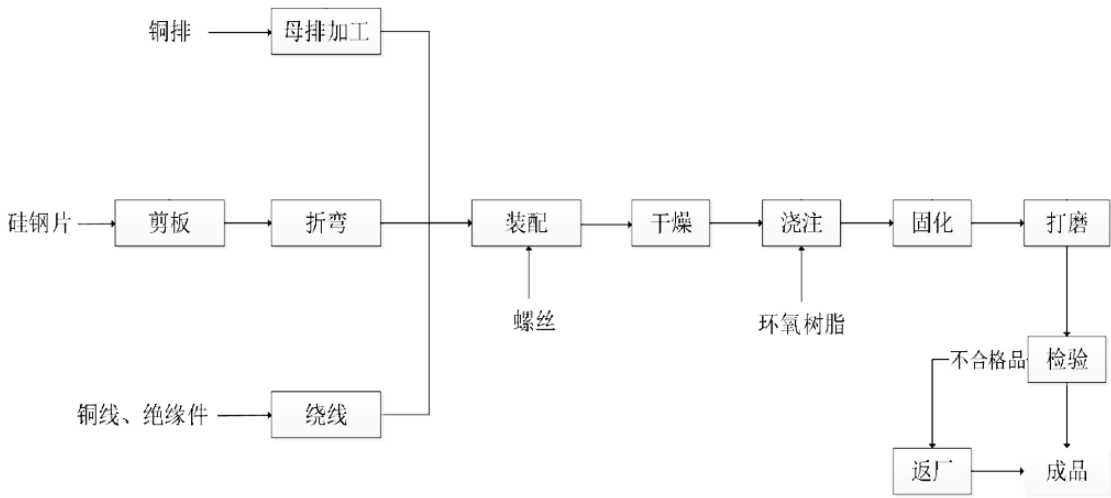 铜排
母排加工
硅钢片
剪板
折弯
装配
干燥
浇注
固化
打磨
螺丝
环氧树脂
不合格品
检验
铜线、绝缘件
绕线
返厂
成品